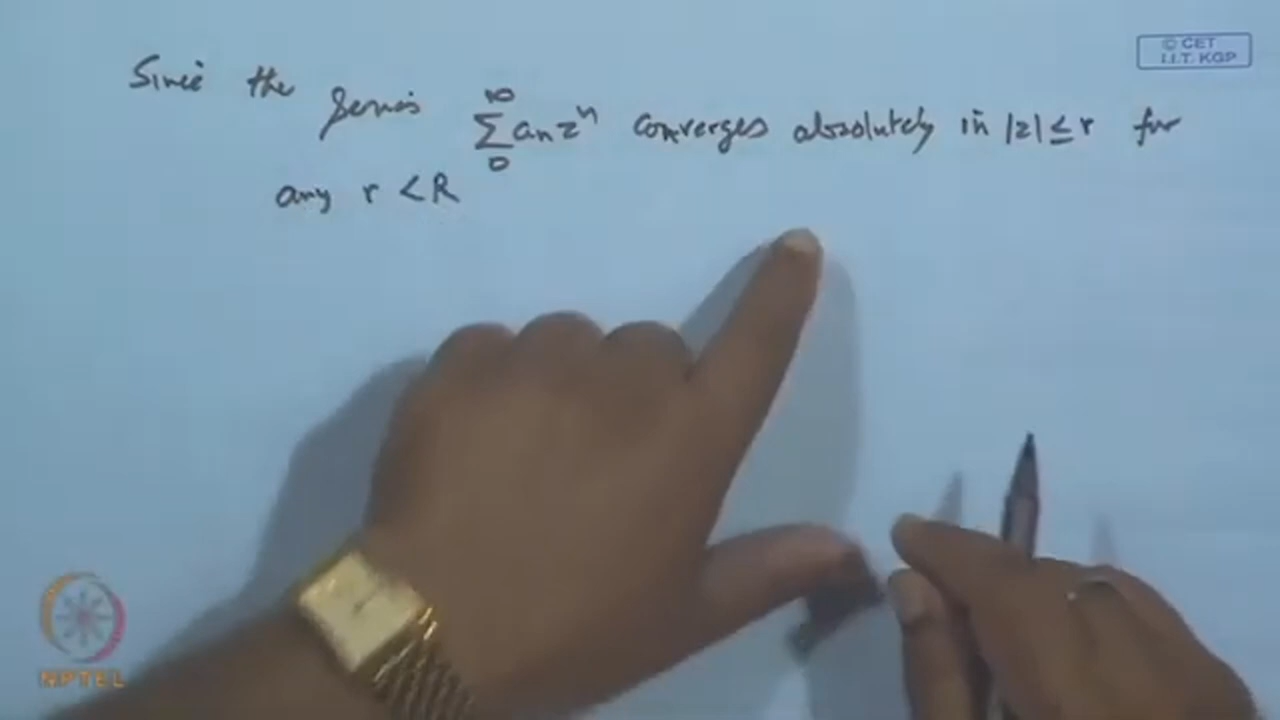 © CET
I.I.T. KGP
Since the series ∞∑0 anzⁿ converges absolutely in |z| ≤ r for
any r < R
NPTEL